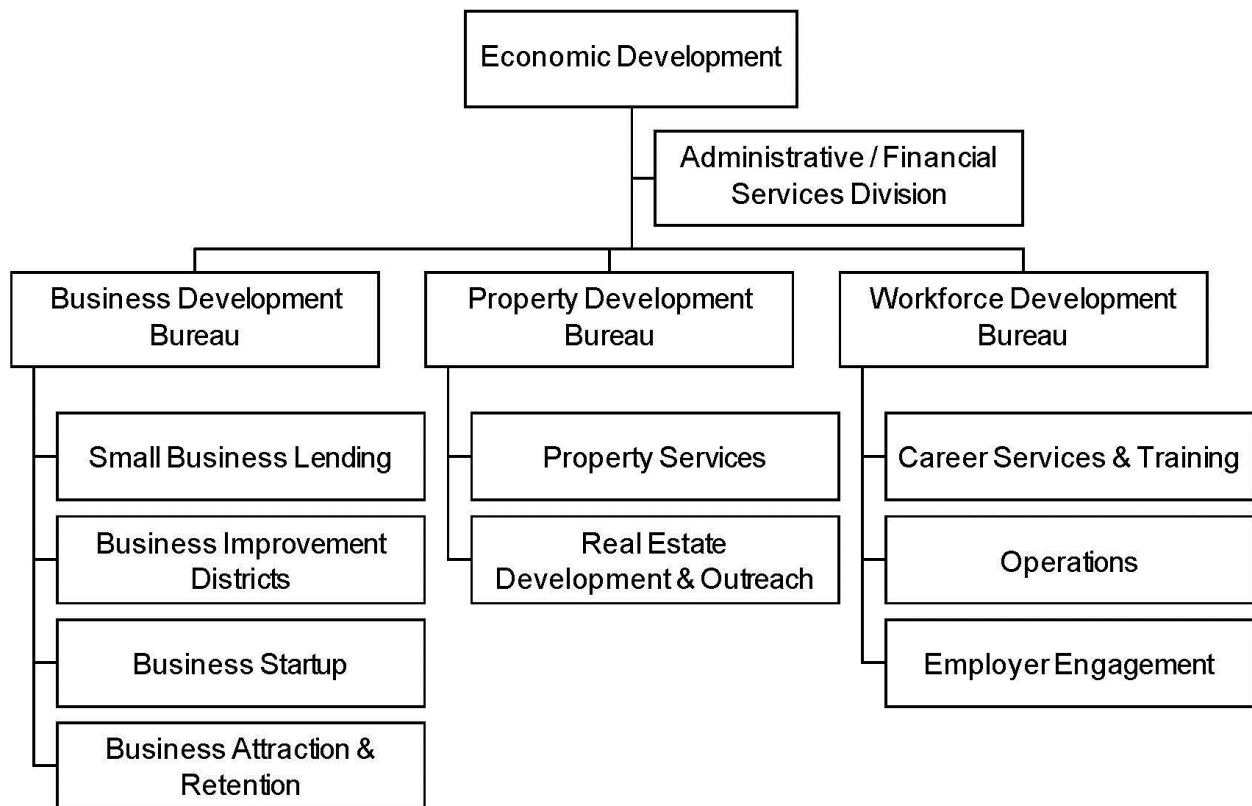 Economic Development
Administrative / Financial
Services Division
Business Development
Bureau
Property Development
Bureau
Workforce Development
Bureau
Small Business Lending
Business Improvement
Districts
Business Startup
Business Attraction &
Retention
Property Services
Real Estate
Development & Outreach
Career Services & Training
Operations
Employer Engagement